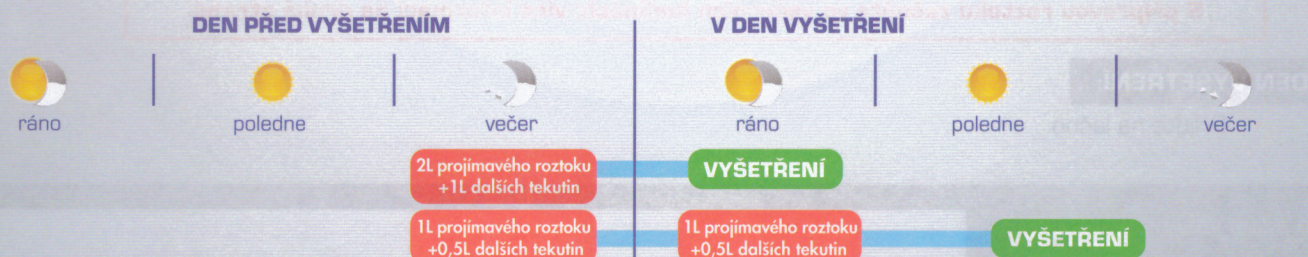 DEN PŘED VYŠETŘENÍM
V DEN VYŠETŘENÍ
ráno
poledne
večer
ráno
poledne
večer
2L projímavého roztoku
+1L dalších tekutin
VYŠETŘENÍ
1L projímavého roztoku
+0,5L dalších tekutin
1L projímavého roztoku
+0,5L dalších tekutin
VYŠETŘENÍ